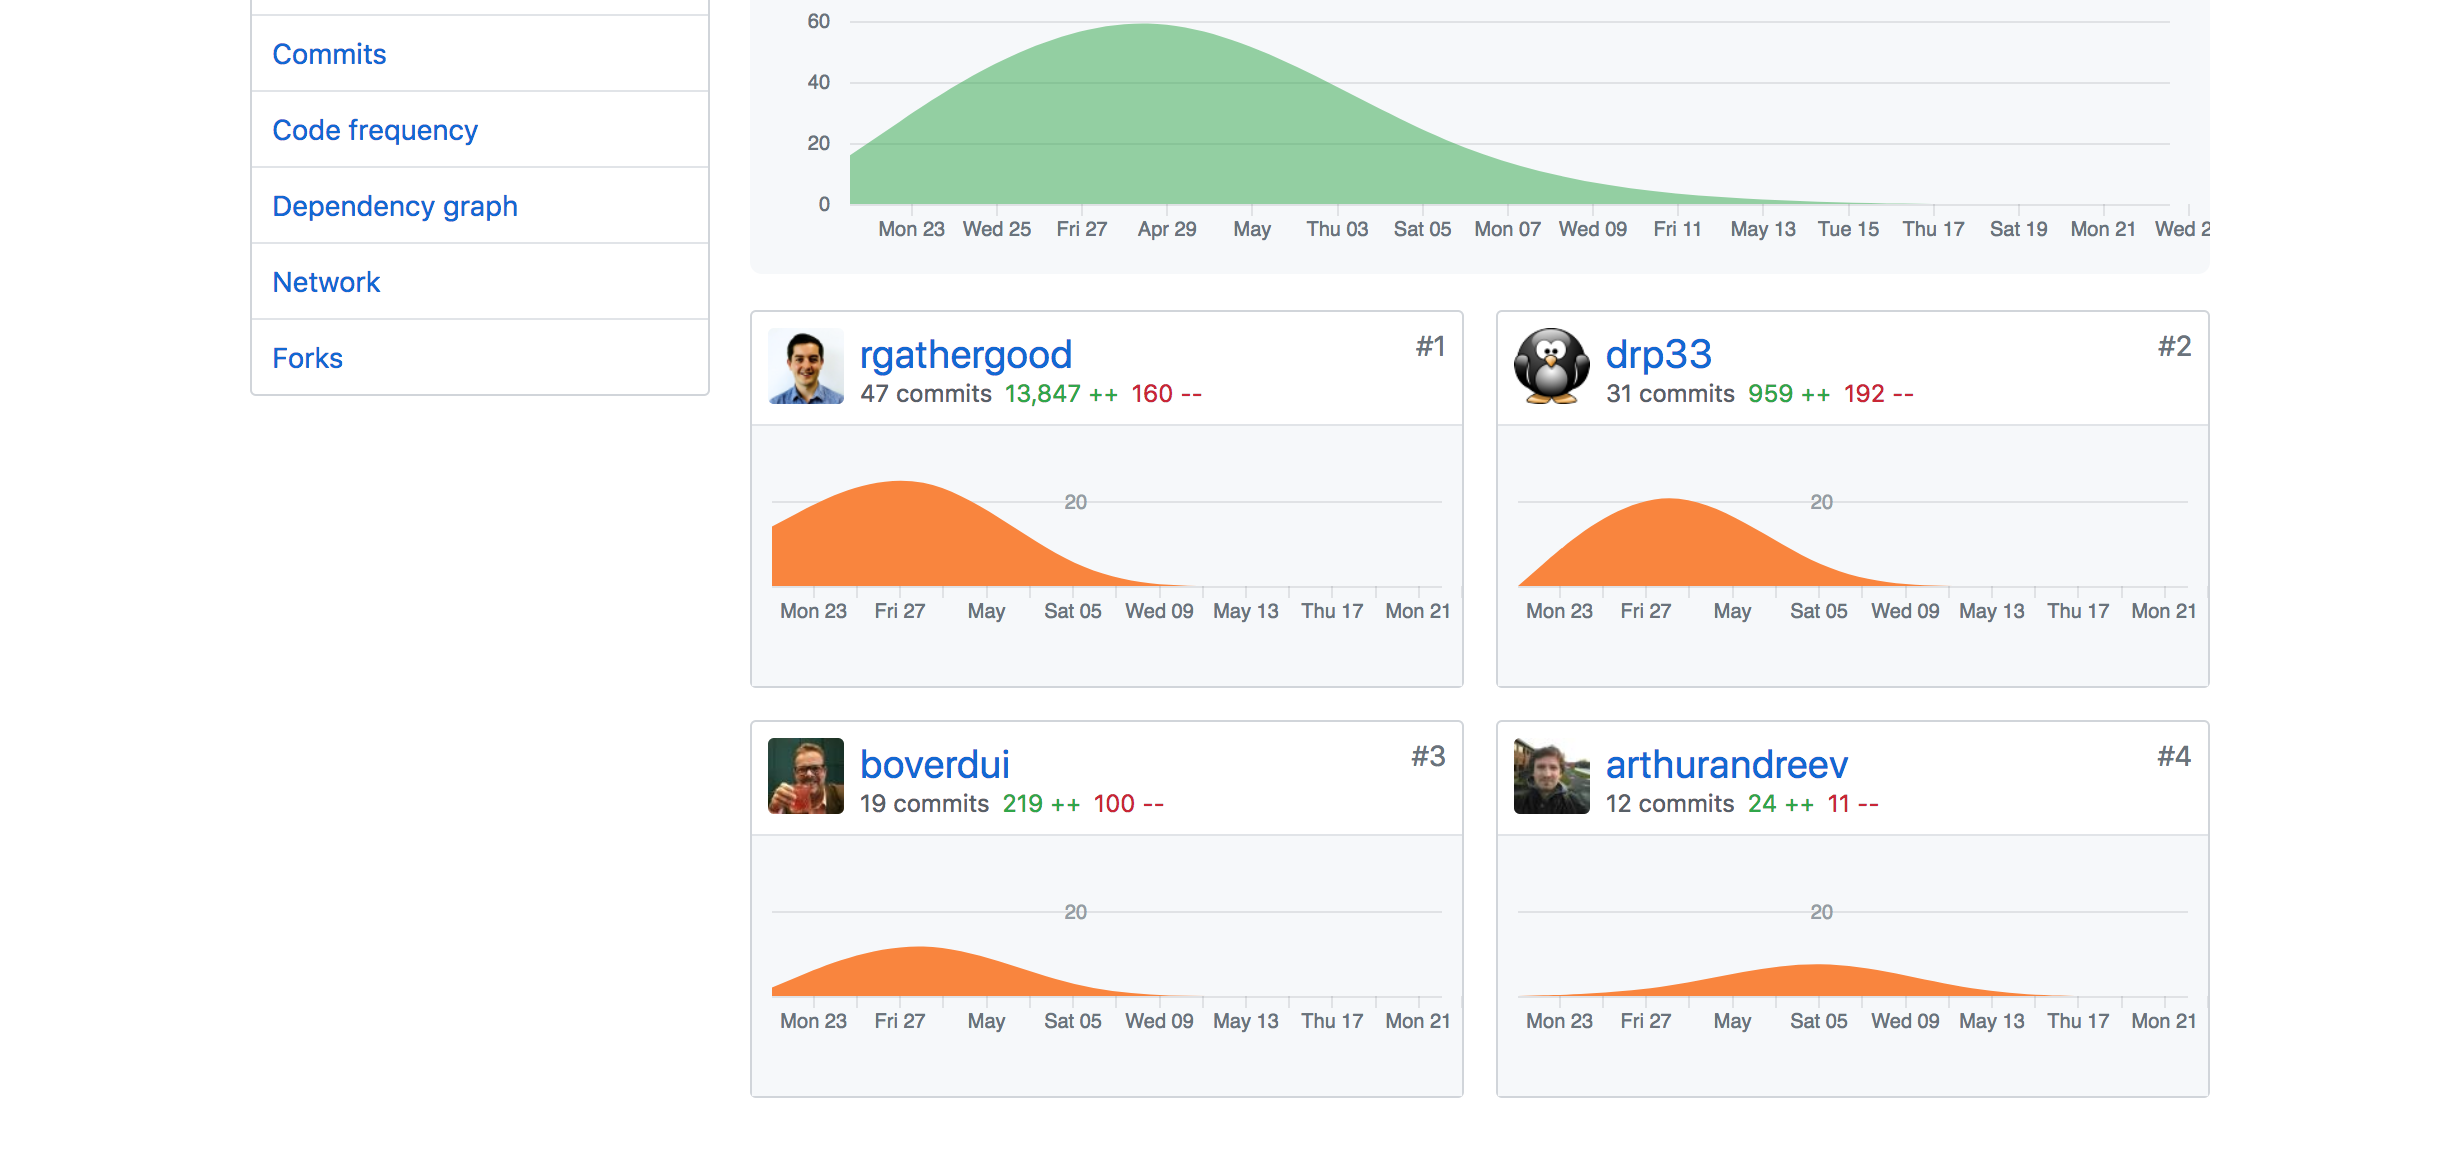 Commits
Code frequency
Dependency graph
Network
Forks
60
40
20
0
Mon 23 Wed 25 Fri 27 Apr 29 May Thu 03 Sat 05 Mon 07 Wed 09 Fri 11 May 13 Tue 15 Thu 17 Sat 19 Mon 21 Wed 2
rgathergood #1
47 commits 13,847 ++ 160 --
20
Mon 23 Fri 27 May Sat 05 Wed 09 May 13 Thu 17 Mon 21
drp33 #2
31 commits 959 ++ 192 --
20
Mon 23 Fri 27 May Sat 05 Wed 09 May 13 Thu 17 Mon 21
boverdui #3
19 commits 219 ++ 100 --
20
Mon 23 Fri 27 May Sat 05 Wed 09 May 13 Thu 17 Mon 21
arthurandreev #4
12 commits 24 ++ 11 --
20
Mon 23 Fri 27 May Sat 05 Wed 09 May 13 Thu 17 Mon 21